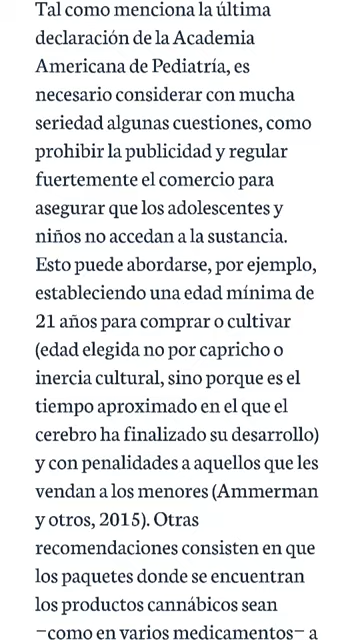 Tal como menciona la última
declaración de la Academia
Americana de Pediatría, es
necesario considerar con mucha
seriedad algunas cuestiones, como
prohibir la publicidad y regular
fuertemente el comercio para
asegurar que los adolescentes y
niños no accedan a la sustancia.
Esto puede abordarse, por ejemplo,
estableciendo una edad mínima de
21 años para comprar o cultivar
(edad elegida no por capricho o
inercia cultural, sino porque es el
tiempo aproximado en el que el
cerebro ha finalizado su desarrollo)
y con penalidades a aquellos que les
vendan a los menores (Ammerman
y otros, 2015). Otras
recomendaciones consisten en que
los paquetes donde se encuentran
los productos cannábicos sean
–como en varios medicamentos– a